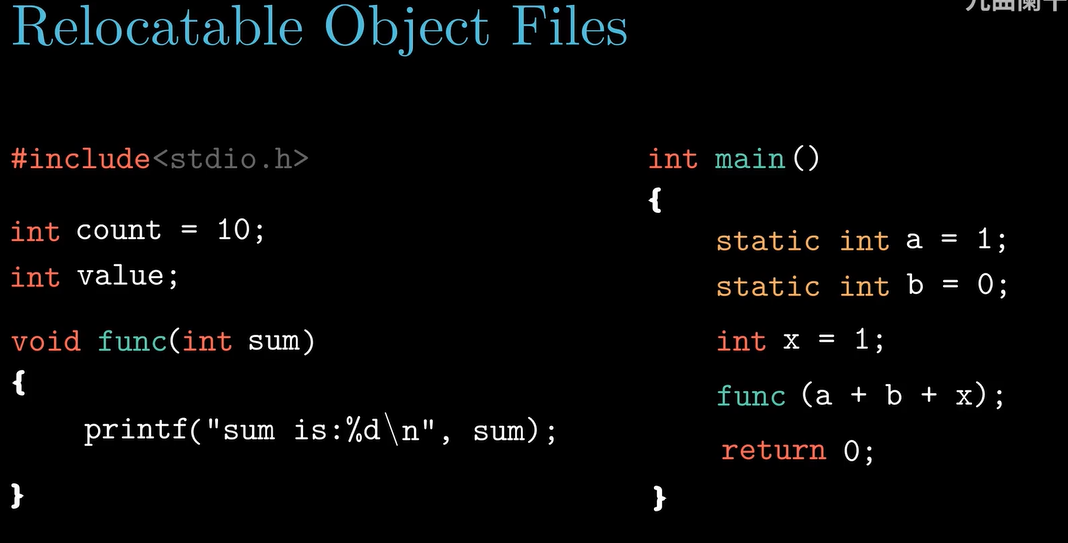 Relocatable Object Files
#include<stdio.h>
int count = 10;
int value;
void func(int sum)
{
printf("sum is:%d\n", sum);
}
int main()
{
static int a = 1;
static int b = 0;
int x = 1;
func (a + b + x);
return 0;
}